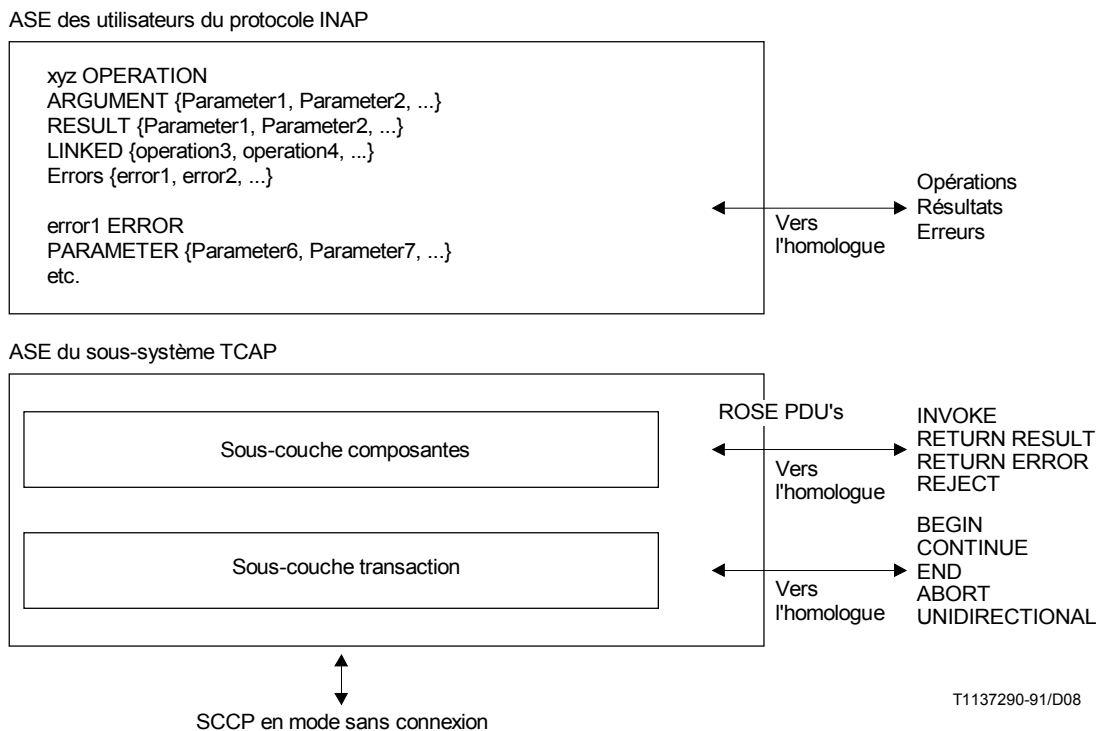 ASE des utilisateurs du protocole INAP
xyz OPERATION
ARGUMENT {Parameter1, Parameter2, ...}
RESULT {Parameter1, Parameter2, ...}
LINKED {operation3, operation4, ...}
Errors {error1, error2, ...}
error1 ERROR
PARAMETER {Parameter6, Parameter7, ...}
etc.
Vers
l'homologue
Opérations
Résultats
Erreurs
ASE du sous-système TCAP
Sous-couche composantes
ROSE PDU's
Vers
l'homologue
INVOKE
RETURN RESULT
RETURN ERROR
REJECT
Sous-couche transaction
Vers
l'homologue
BEGIN
CONTINUE
END
ABORT
UNIDIRECTIONAL
SCCP en mode sans connexion
T1137290-91/D08